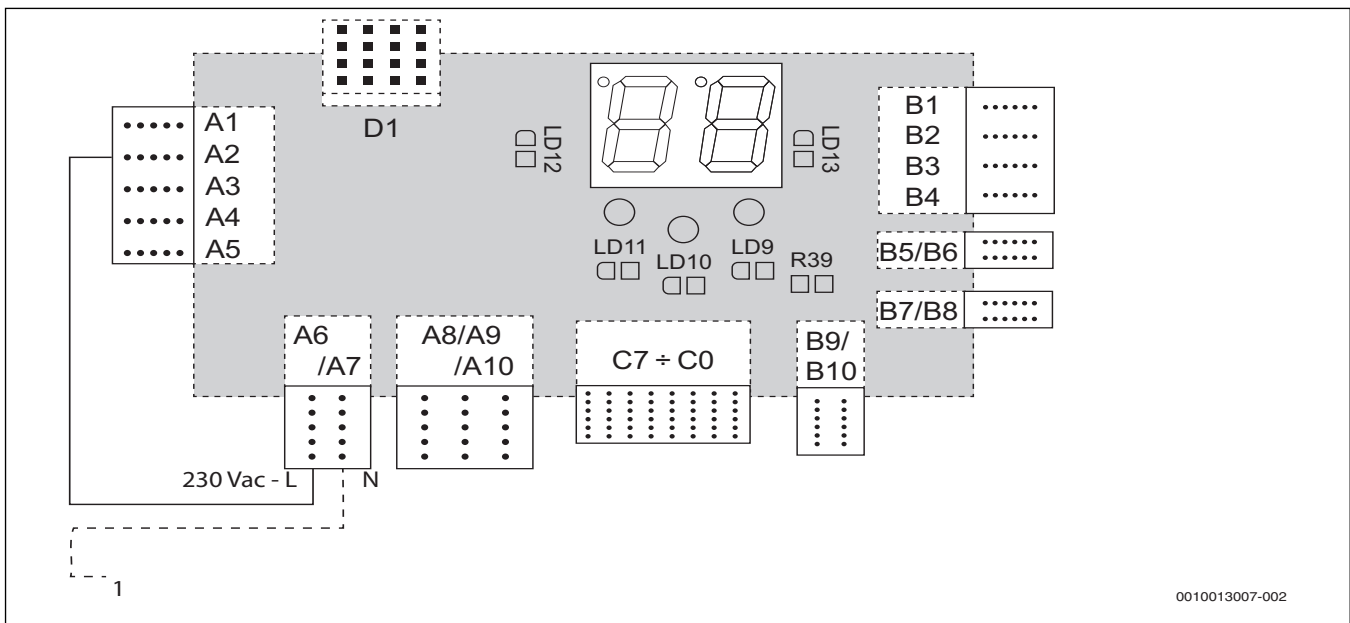 D1
A1
A2
A3
A4
A5
LD12
LD13
B1
B2
B3
B4
LD11
LD10
LD9
R39
B5/B6
B7/B8
A6
/A7
A8/A9
/A10
C7 ÷ C0
B9/
B10
230 Vac - L
N
1
0010013007-002